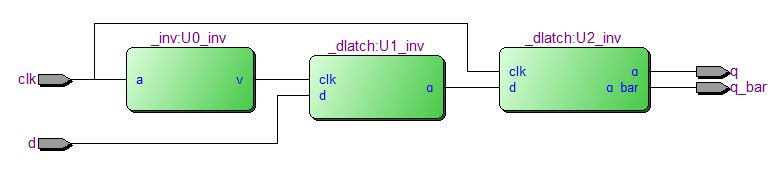 _inv:U0_inv
_dlatch:U1_inv
_dlatch:U2_inv
clk
a
y
clk
d
q
clk
d
q
q_bar
q
q_bar
d